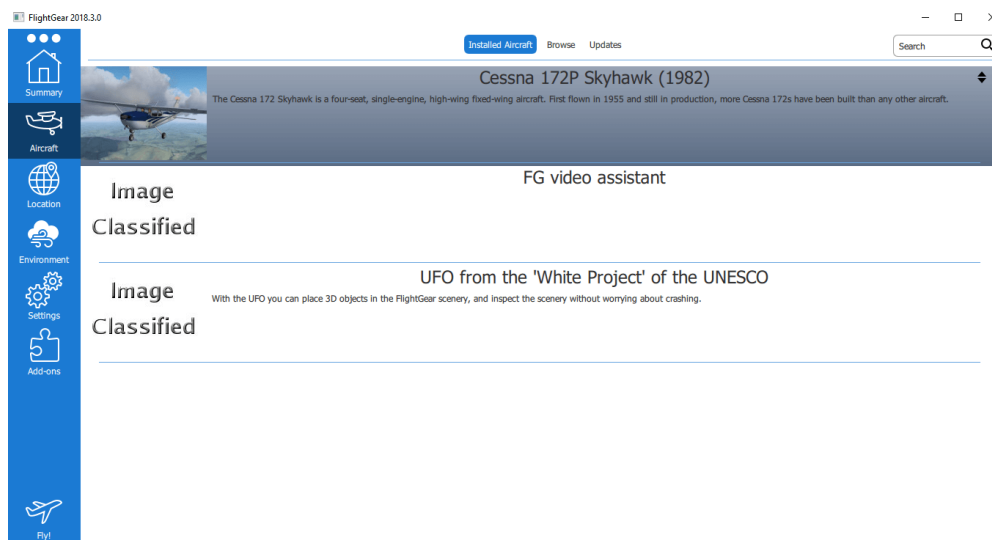 FlightGear 2018.3.0
Installed Aircraft Browse Updates
Search
Summary
Aircraft
Location
Environment
Settings
Add-ons
Fly!
Cessna 172P Skyhawk (1982)
The Cessna 172 Skyhawk is a four-seat, single-engine, high-wing fixed-wing aircraft. First flown in 1955 and still in production, more Cessna 172s have been built than any other aircraft.
Image
Classified
FG video assistant
Image
Classified
UFO from the 'White Project' of the UNESCO
With the UFO you can place 3D objects in the FlightGear scenery, and inspect the scenery without worrying about crashing.